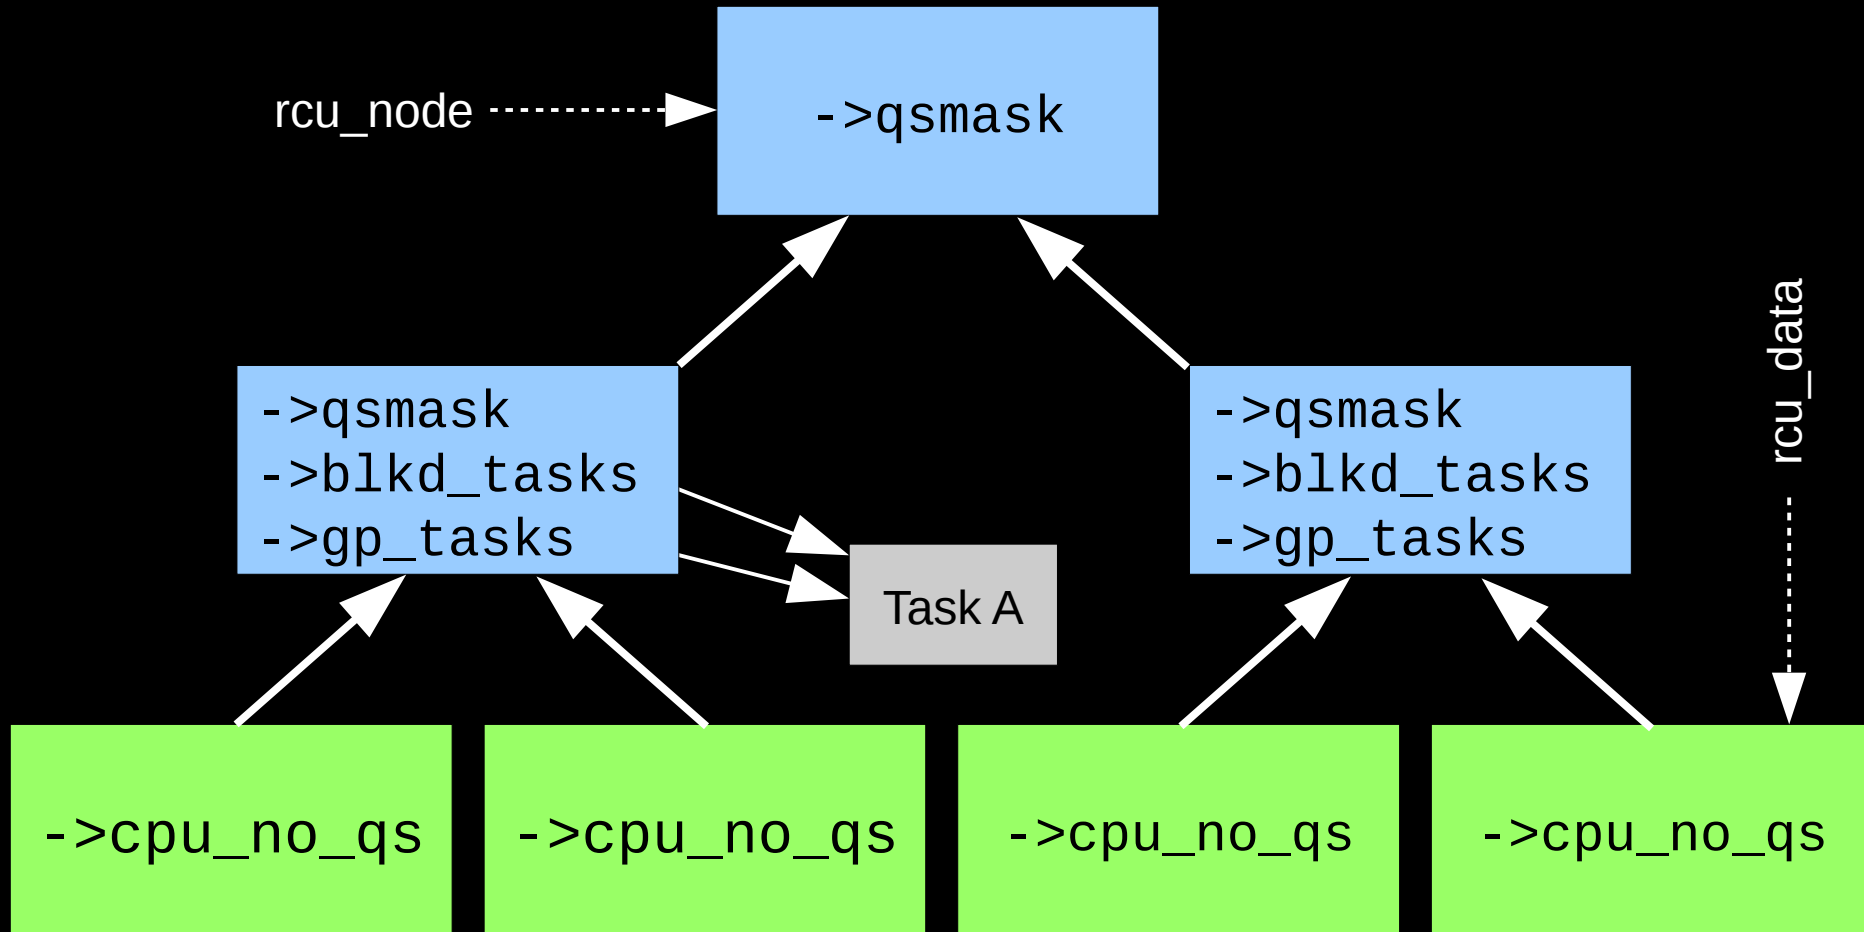 rcu_node
->qsmask
rcu_data
->qsmask
->blkd_tasks
->gp_tasks
->qsmask
->blkd_tasks
->gp_tasks
Task A
->cpu_no_qs
->cpu_no_qs
->cpu_no_qs
->cpu_no_qs